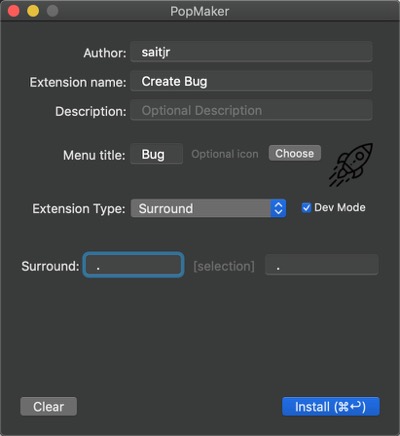 PopMaker
Author: saitjr
Extension name: Create Bug
Description: Optional Description
Menu title: Bug Optional icon Choose
Extension Type: Surround Dev Mode
Surround: . [selection] .
Clear Install (⌘↩)